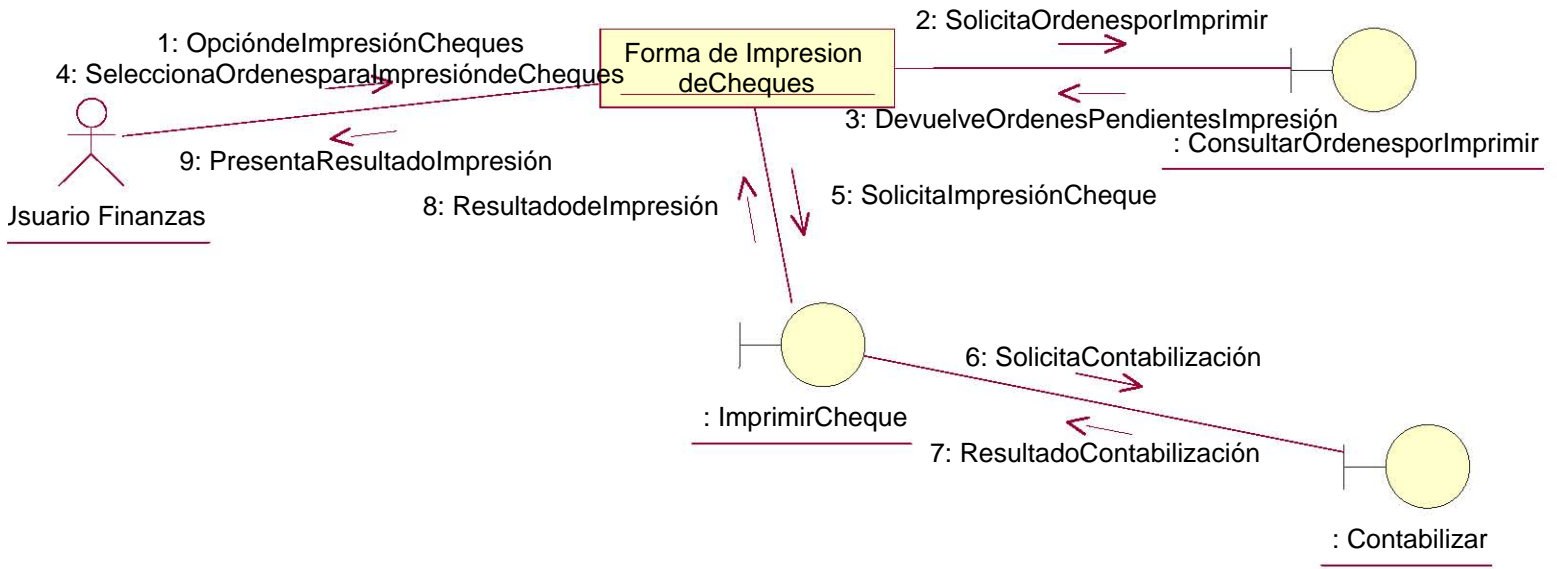 2: SolicitaOrdenesporImprimir
1: OpcióndeImpresiónCheques
Forma de Impresion
4: SeleccionaOrdenesparaImpresióndeCheques
deCheques
3: DevuelveOrdenesPendientesImpresión
: ConsultarOrdenesporImprimir
9: PresentaResultadoImpresión
5: SolicitaImpresiónCheque
8: ResultadodeImpresión
Jsuario Finanzas
6: SolicitaContabilización
: ImprimirCheque
7: ResultadoContabilización
: Contabilizar